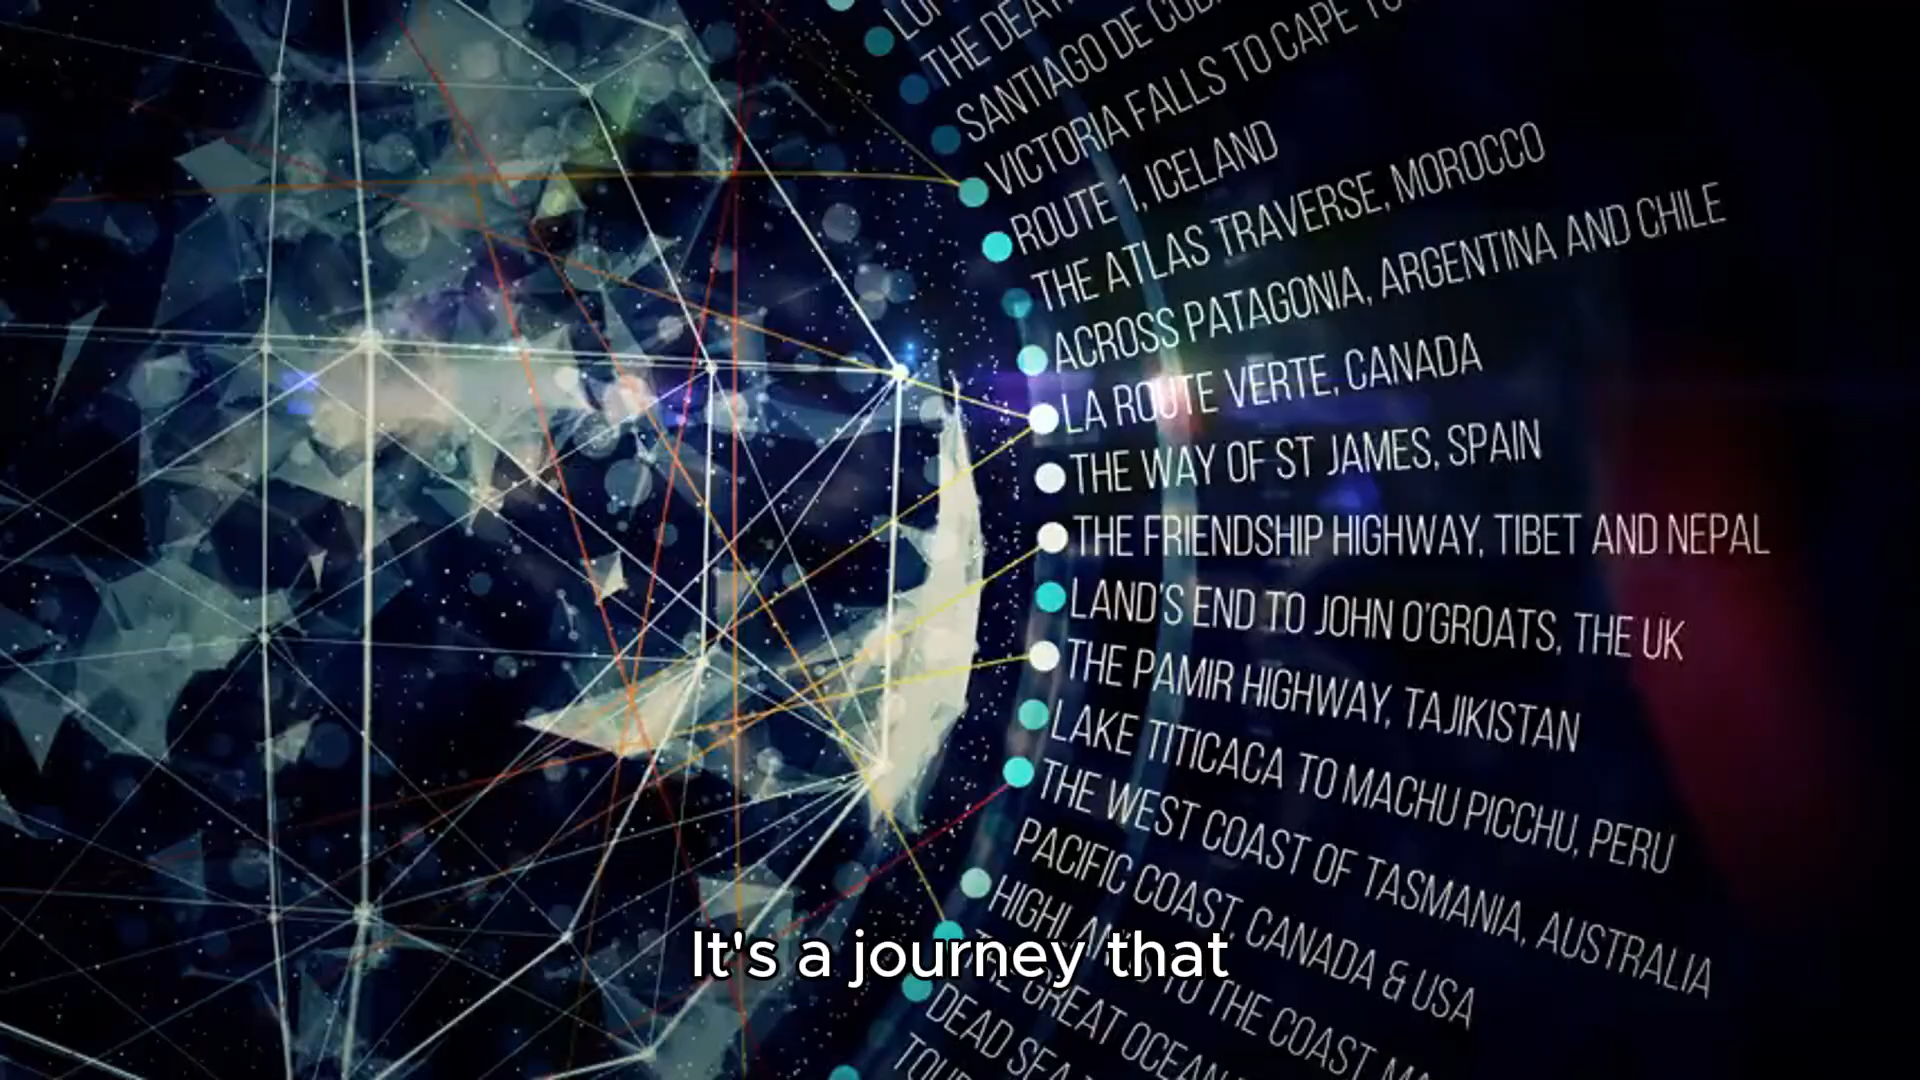 THE
SANTIAGO DE
VICTORIA FALLS TO CAPE
ROUTE 1, ICELAND
THE ATLAS TRAVERSE, MOROCCO
ACROSS PATAGONIA, ARGENTINA AND CHILE
LA ROUTE VERTE, CANADA
THE WAY OF ST JAMES, SPAIN
THE FRIENDSHIP HIGHWAY, TIBET AND NEPAL
LAND'S END TO JOHN O'GROATS, THE UK
THE PAMIR HIGHWAY, TAJIKISTAN
LAKE TITICACA TO MACHU PICCHU, PERU
THE WEST COAST OF TASMANIA, AUSTRALIA
PACIFIC COAST, CANADA & USA
TO THE COAST
GREAT OCEAN
DEAD SEA
It's a journey that